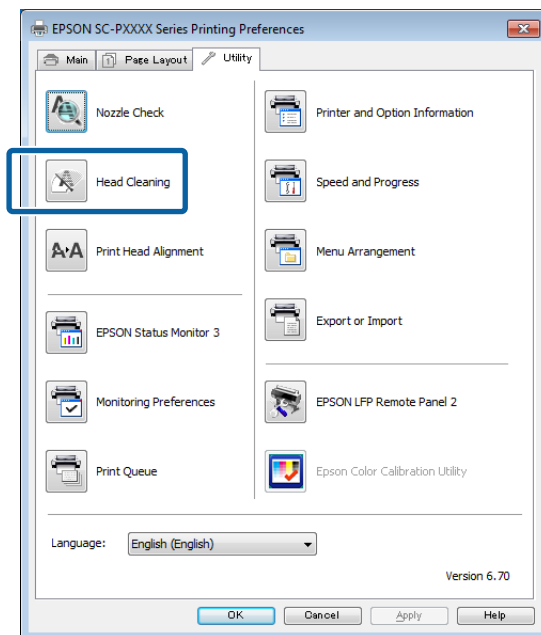 EPSON SC-PXXXX Series Printing Preferences
Main
Page Layout
Utility
Nozzle Check
Printer and Option Information
Head Cleaning
Speed and Progress
A A
Print Head Alignment
Menu Arrangement
EPSON Status Monitor 3
Export or Import
Monitoring Preferences
EPSON LFP Remote Panel 2
Print Queue
Epson Color Calibration Utility
Language:
English (English)
Version 6.70
OK
Cancel
Apply
Help